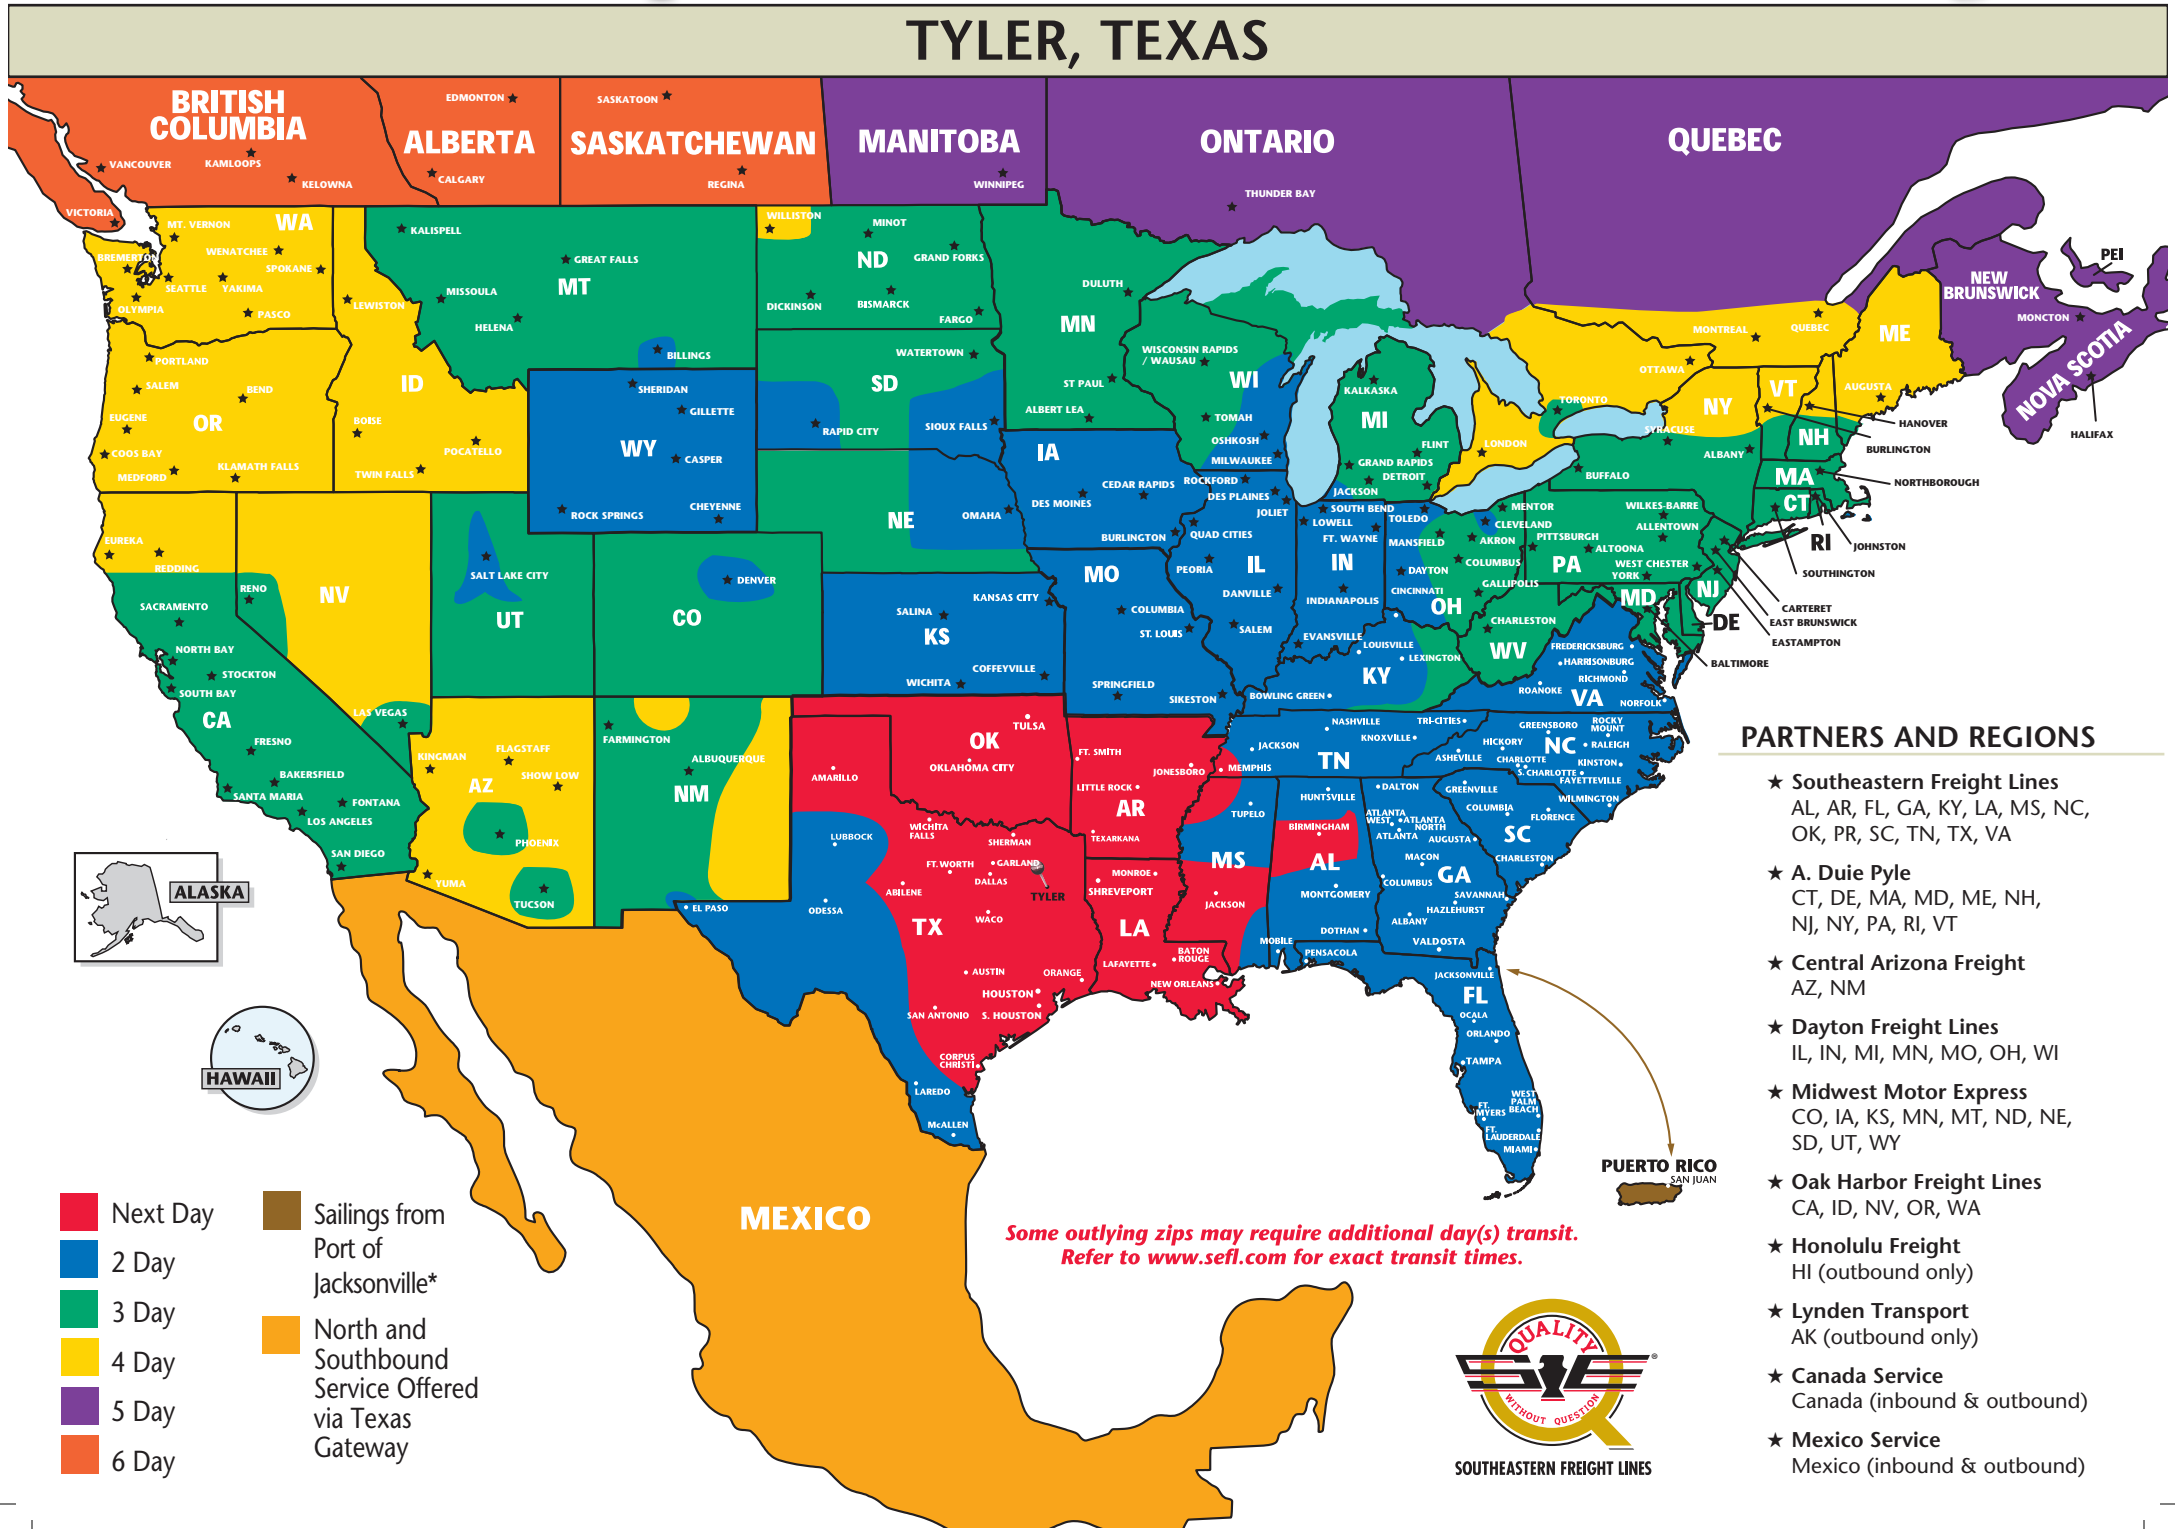 TYLER, TEXAS
BRITISH
COLUMBIA
VANCOUVER
KAMLOOPS
KELOWNA
VICTORIA
EDMONTON
ALBERTA
CALGARY
SASKATOON
SASKATCHEWAN
REGINA
MANITOBA
WINNIPEG
ONTARIO
THUNDER BAY
QUEBEC
PEI
NEW
BRUNSWICK
MONCTON
NOVA SCOTIA
HALIFAX
WA
MT. VERNON
WENATCHEE
BREMERTON
SPOKANE
SEATTLE
YAKIMA
OLYMPIA
PASCO
PORTLAND
SALEM
BEND
EUGENE
OR
COOS BAY
MEDFORD
KLAMATH FALLS
LEWISTON
ID
BOISE
POCATELLO
TWIN FALLS
KALISPELL
GREAT FALLS
MT
MISSOULA
HELENA
BILLINGS
WILLISTON
MINOT
ND
GRAND FORKS
DICKINSON
BISMARCK
FARGO
WATERTOWN
SD
RAPID CITY
SIOUX FALLS
SHERIDAN
GILLETTE
WY
CASPER
ROCK SPRINGS
CHEYENNE
NE
OMAHA
DULUTH
MN
ST PAUL
ALBERT LEA
WISCONSIN RAPIDS
/ WAUSAU
WI
TOMAH
OSHKOSH
MILWAUKEE
KALKASKA
MI
FLINT
GRAND RAPIDS
DETROIT
JACKSON
IA
CEDAR RAPIDS
DES MOINES
BURLINGTON
ROCKFORD
DES PLAINES
JOLIET
QUAD CITIES
PEORIA
IL
DANVILLE
SALEM
SOUTH BEND
LOWELL
FT. WAYNE
IN
INDIANAPOLIS
EVANSVILLE
TOLEDO
MENTOR
CLEVELAND
MANSFIELD
AKRON
DAYTON
COLUMBUS
CINCINNATI
GALLIPOLIS
OH
MONTREAL
QUEBEC
OTTAWA
TORONTO
LONDON
ME
AUGUSTA
VT
NY
SYRACUSE
ALBANY
BUFFALO
NH
HANOVER
BURLINGTON
MA
NORTHBOROUGH
CT
RI
JOHNSTON
SOUTHINGTON
WILKES-BARRE
ALLENTOWN
PITTSBURGH
ALTOONA
PA
WEST CHESTER
YORK
NJ
MD
DE
CARTERET
EAST BRUNSWICK
EASTAMPTON
BALTIMORE
CHARLESTON
WV
FREDERICKSBURG
HARRISONBURG
RICHMOND
ROANOKE
VA
NORFOLK
EUREKA
REDDING
SACRAMENTO
NORTH BAY
STOCKTON
SOUTH BAY
CA
FRESNO
BAKERSFIELD
SANTA MARIA
FONTANA
LOS ANGELES
SAN DIEGO
RENO
NV
LAS VEGAS
SALT LAKE CITY
UT
DENVER
CO
KINGMAN
FLAGSTAFF
AZ
SHOW LOW
PHOENIX
YUMA
TUCSON
FARMINGTON
ALBUQUERQUE
NM
SALINA
KANSAS CITY
KS
COFFEYVILLE
WICHITA
MO
COLUMBIA
ST. LOUIS
SPRINGFIELD
SIKESTON
LOUISVILLE
LEXINGTON
KY
BOWLING GREEN
TULSA
OK
OKLAHOMA CITY
FT. SMITH
JONESBORO
LITTLE ROCK
AR
TEXARKANA
NASHVILLE
TRI-CITIES
JACKSON
KNOXVILLE
TN
MEMPHIS
GREENSBORO
ROCKY
MOUNT
HICKORY
NC
RALEIGH
ASHEVILLE
CHARLOTTE
KINSTON
S. CHARLOTTE
FAYETTEVILLE
WILMINGTON
GREENVILLE
COLUMBIA
FLORENCE
SC
CHARLESTON
AMARILLO
LUBBOCK
WICHITA
FALLS
SHERMAN
FT. WORTH
GARLAND
DALLAS
TYLER
ABILENE
EL PASO
ODESSA
TX
WACO
AUSTIN
ORANGE
HOUSTON
SAN ANTONIO
S. HOUSTON
CORPUS
CHRISTI
LAREDO
McALLEN
MONROE
SHREVEPORT
LA
BATON
ROUGE
LAFAYETTE
NEW ORLEANS
TUPELO
MS
JACKSON
HUNTSVILLE
BIRMINGHAM
AL
MONTGOMERY
DOTHAN
MOBILE
DALTON
ATLANTA
WEST
ATLANTA
NORTH
ATLANTA
AUGUSTA
MACON
GA
COLUMBUS
SAVANNAH
HAZLEHURST
ALBANY
VALDOSTA
PENSACOLA
JACKSONVILLE
FL
OCALA
ORLANDO
TAMPA
WEST
PALM
BEACH
FT.
MYERS
FT.
LAUDERDALE
MIAMI
PUERTO RICO
SAN JUAN
MEXICO
ALASKA
HAWAII
Next Day
2 Day
3 Day
4 Day
5 Day
6 Day
Sailings from
Port of
Jacksonville*
North and
Southbound
Service Offered
via Texas
Gateway
Some outlying zips may require additional day(s) transit.
Refer to www.sefl.com for exact transit times.
QUALITY
WITHOUT QUESTION
®
SOUTHEASTERN FREIGHT LINES
PARTNERS AND REGIONS
★ Southeastern Freight Lines
AL, AR, FL, GA, KY, LA, MS, NC,
OK, PR, SC, TN, TX, VA
★ A. Duie Pyle
CT, DE, MA, MD, ME, NH,
NJ, NY, PA, RI, VT
★ Central Arizona Freight
AZ, NM
★ Dayton Freight Lines
IL, IN, MI, MN, MO, OH, WI
★ Midwest Motor Express
CO, IA, KS, MN, MT, ND, NE,
SD, UT, WY
★ Oak Harbor Freight Lines
CA, ID, NV, OR, WA
★ Honolulu Freight
HI (outbound only)
★ Lynden Transport
AK (outbound only)
★ Canada Service
Canada (inbound & outbound)
★ Mexico Service
Mexico (inbound & outbound)